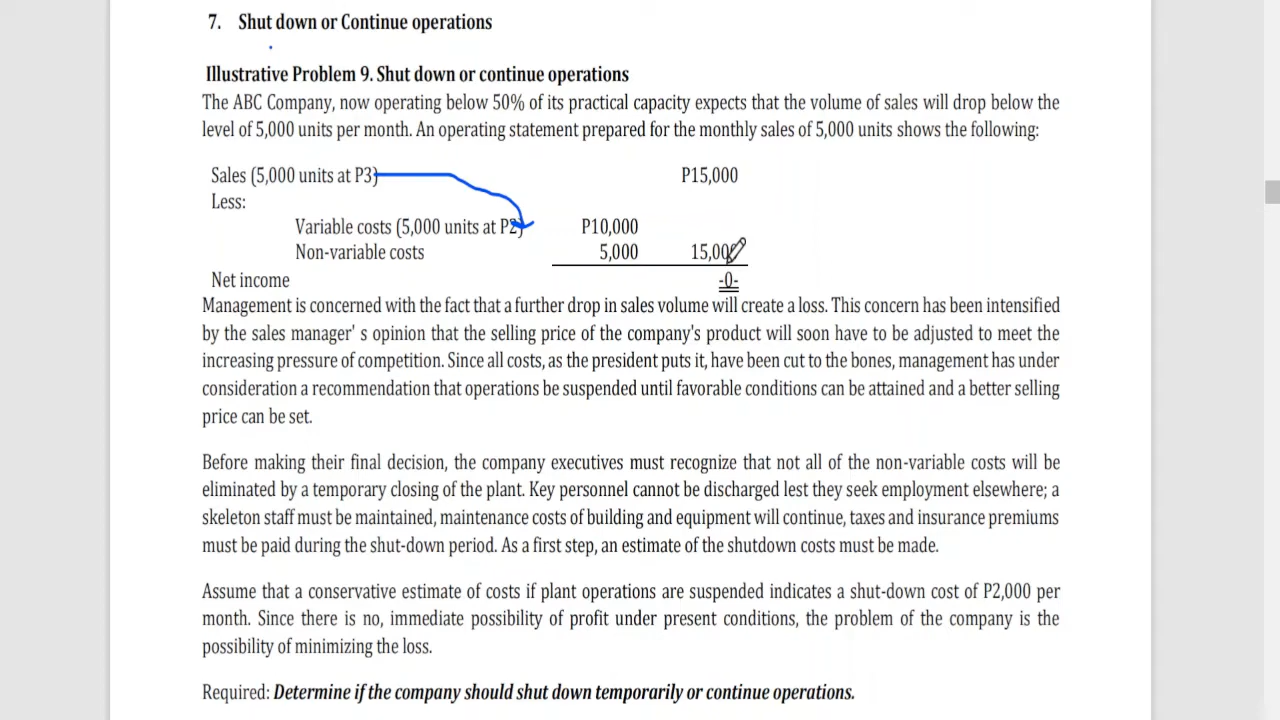 7. Shut down or Continue operations
Illustrative Problem 9. Shut down or continue operations
The ABC Company, now operating below 50% of its practical capacity expects that the volume of sales will drop below the
level of 5,000 units per month. An operating statement prepared for the monthly sales of 5,000 units shows the following:
Sales (5,000 units at P3) P15,000
Less:
Variable costs (5,000 units at P2) P10,000
Non-variable costs 5,000 15,000
Net income -0-
Management is concerned with the fact that a further drop in sales volume will create a loss. This concern has been intensified
by the sales manager' s opinion that the selling price of the company's product will soon have to be adjusted to meet the
increasing pressure of competition. Since all costs, as the president puts it, have been cut to the bones, management has under
consideration a recommendation that operations be suspended until favorable conditions can be attained and a better selling
price can be set.
Before making their final decision, the company executives must recognize that not all of the non-variable costs will be
eliminated by a temporary closing of the plant. Key personnel cannot be discharged lest they seek employment elsewhere; a
skeleton staff must be maintained, maintenance costs of building and equipment will continue, taxes and insurance premiums
must be paid during the shut-down period. As a first step, an estimate of the shutdown costs must be made.
Assume that a conservative estimate of costs if plant operations are suspended indicates a shut-down cost of P2,000 per
month. Since there is no, immediate possibility of profit under present conditions, the problem of the company is the
possibility of minimizing the loss.
Required: Determine if the company should shut down temporarily or continue operations.